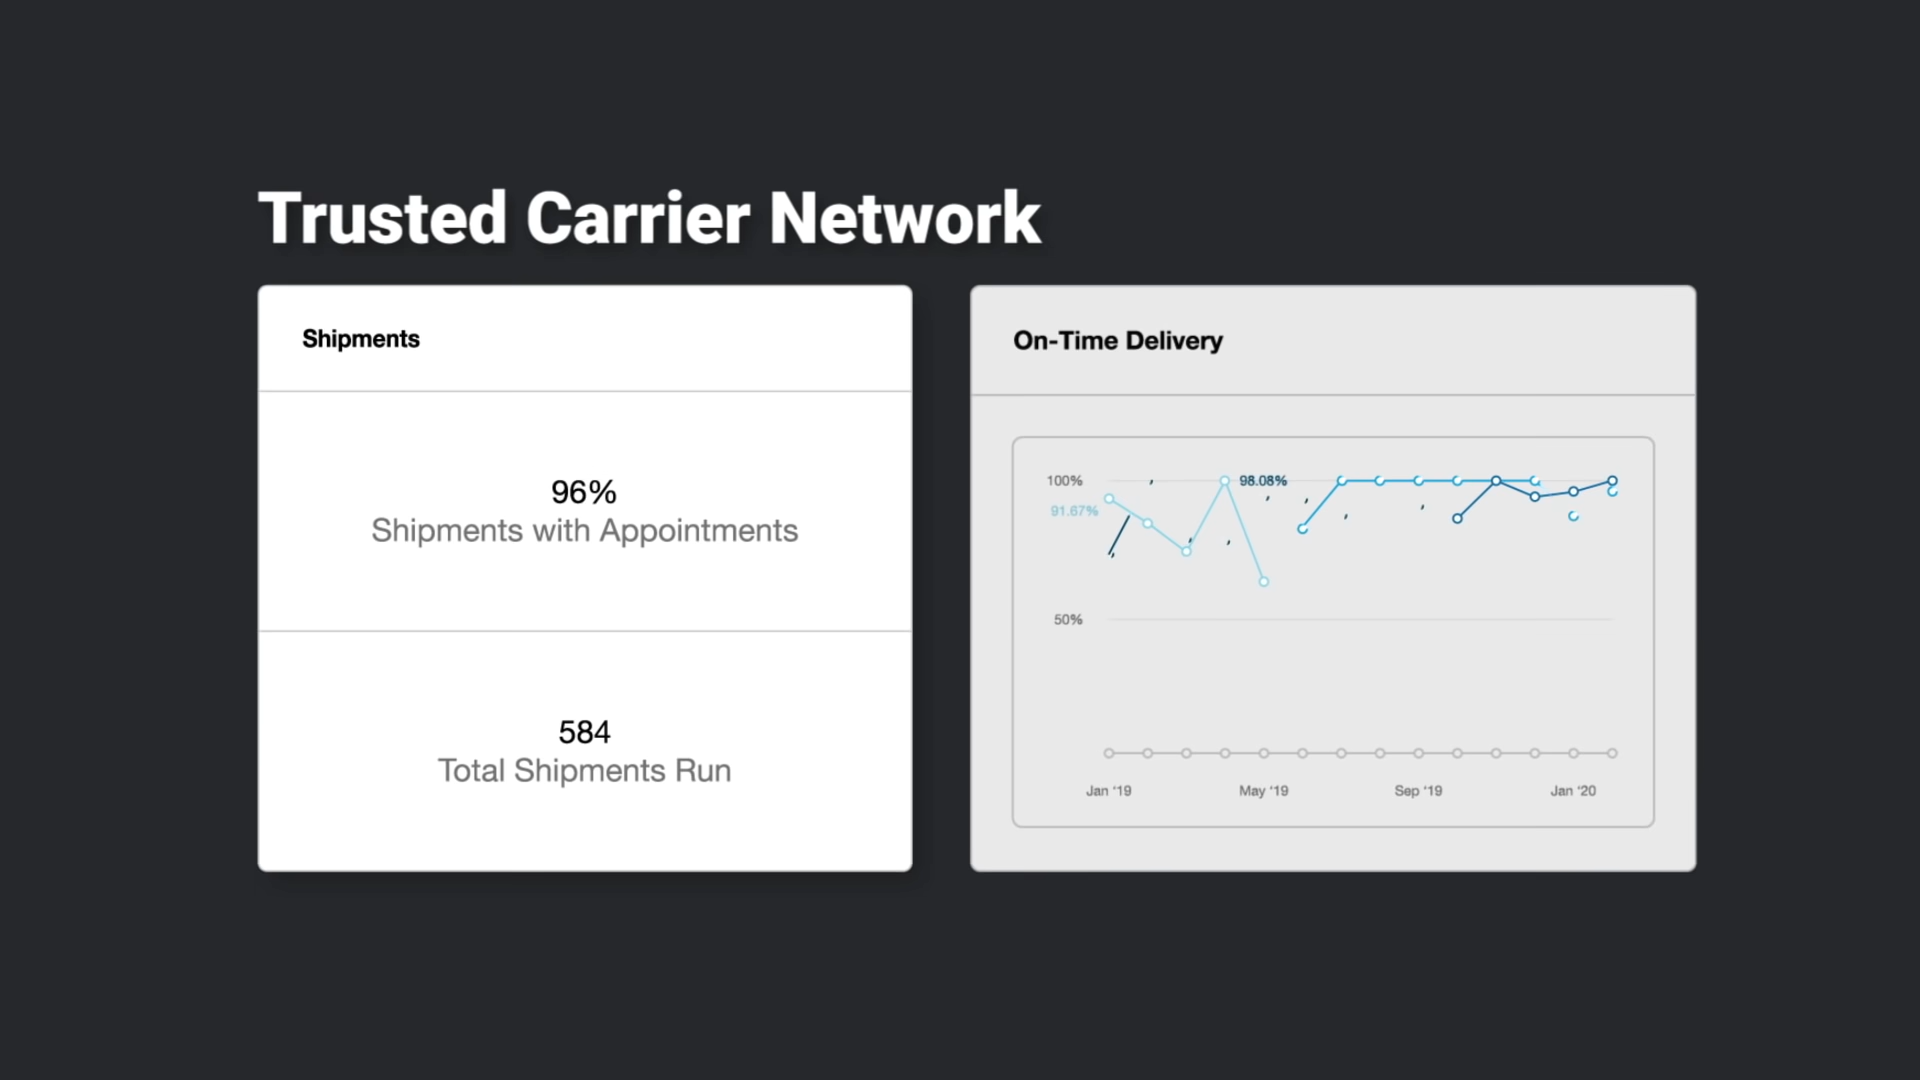 Trusted Carrier Network
Shipments
96%
Shipments with Appointments
584
Total Shipments Run
On-Time Delivery
100%
98.08%
91.67%
50%
Jan ‘19
May ‘19
Sep ‘19
Jan ‘20